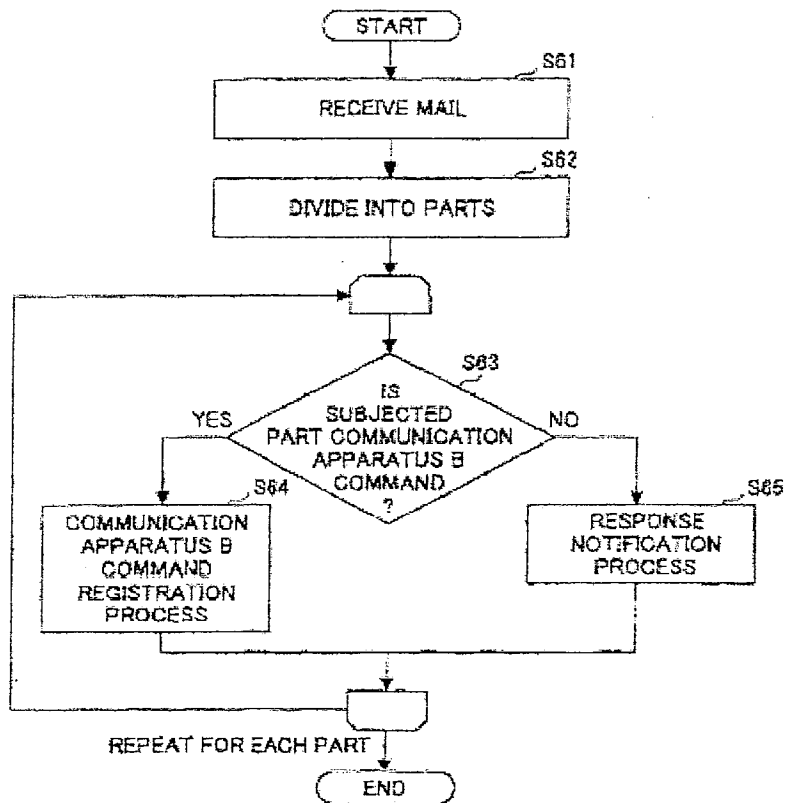 START
S61
RECEIVE MAIL
S62
DIVIDE INTO PARTS
S63
IS
SUBJECTED
PART COMMUNICATION
APPARATUS B
COMMAND
?
YES
NO
S64
COMMUNICATION
APPARATUS B
COMMAND
REGISTRATION
PROCESS
S65
RESPONSE
NOTIFICATION
PROCESS
REPEAT FOR EACH PART
END